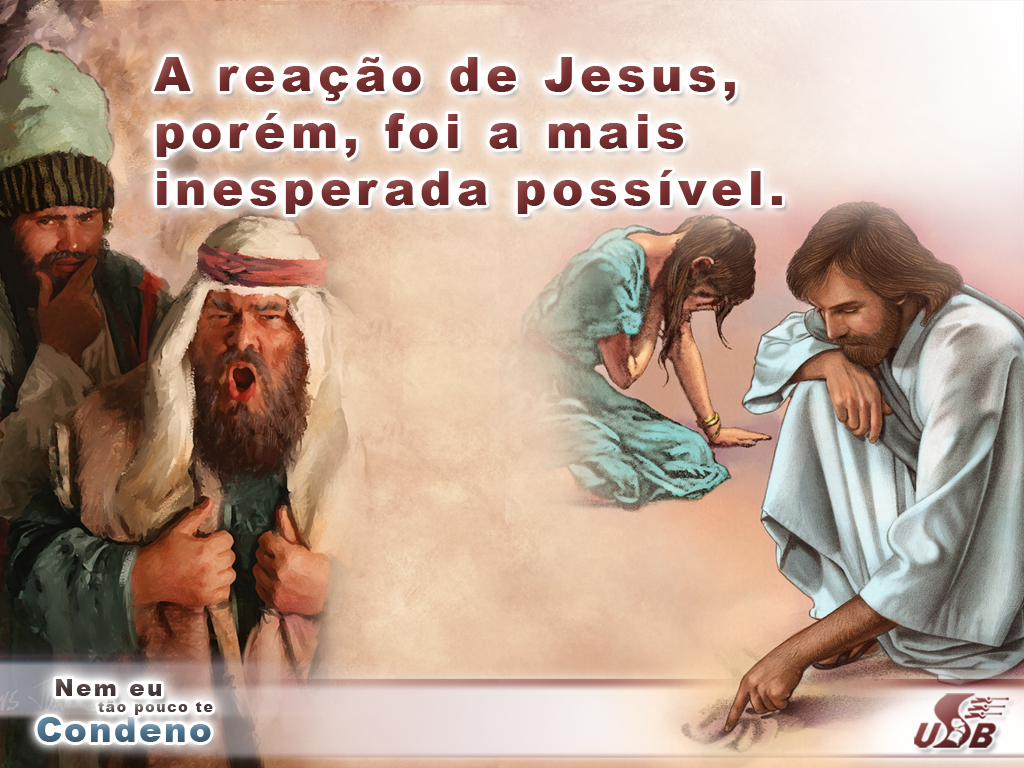 A reação de Jesus,
porém, foi a mais
inesperada possível.
Nem eu
tão pouco te
Condeno
USB